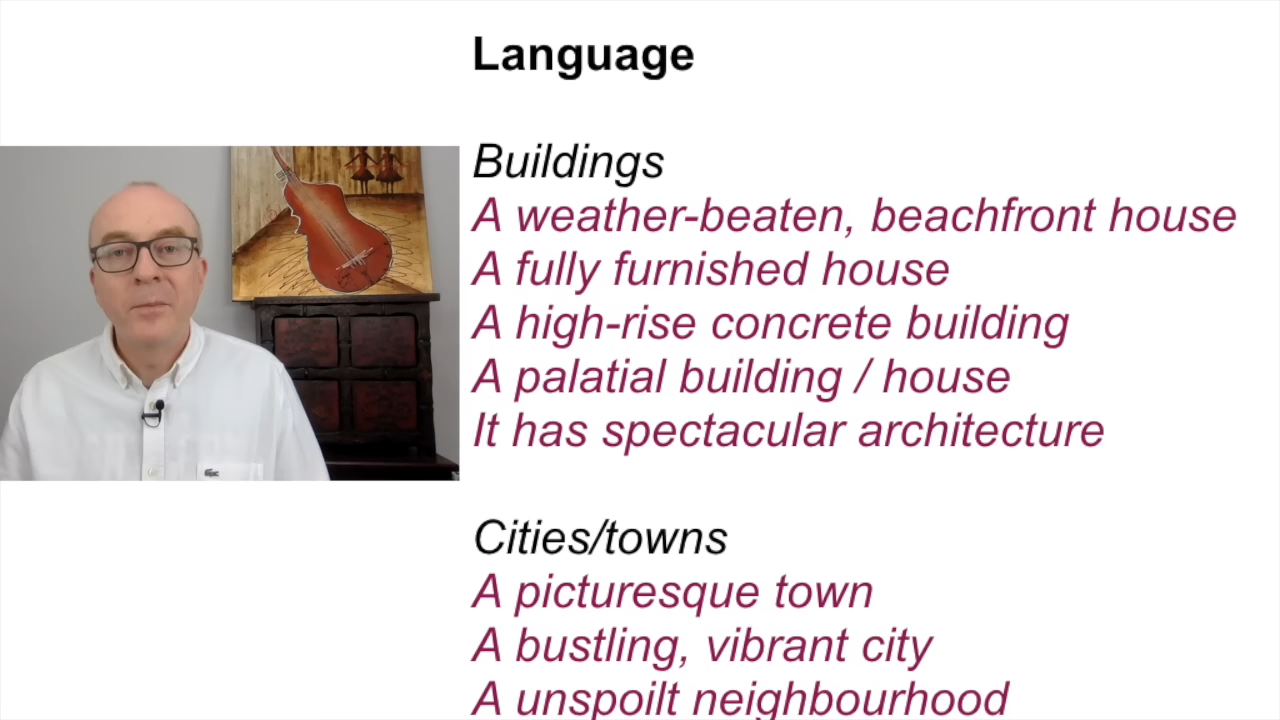 Language
Buildings
A weather-beaten, beachfront house
A fully furnished house
A high-rise concrete building
A palatial building / house
It has spectacular architecture
Cities/towns
A picturesque town
A bustling, vibrant city
A unspoilt neighbourhood